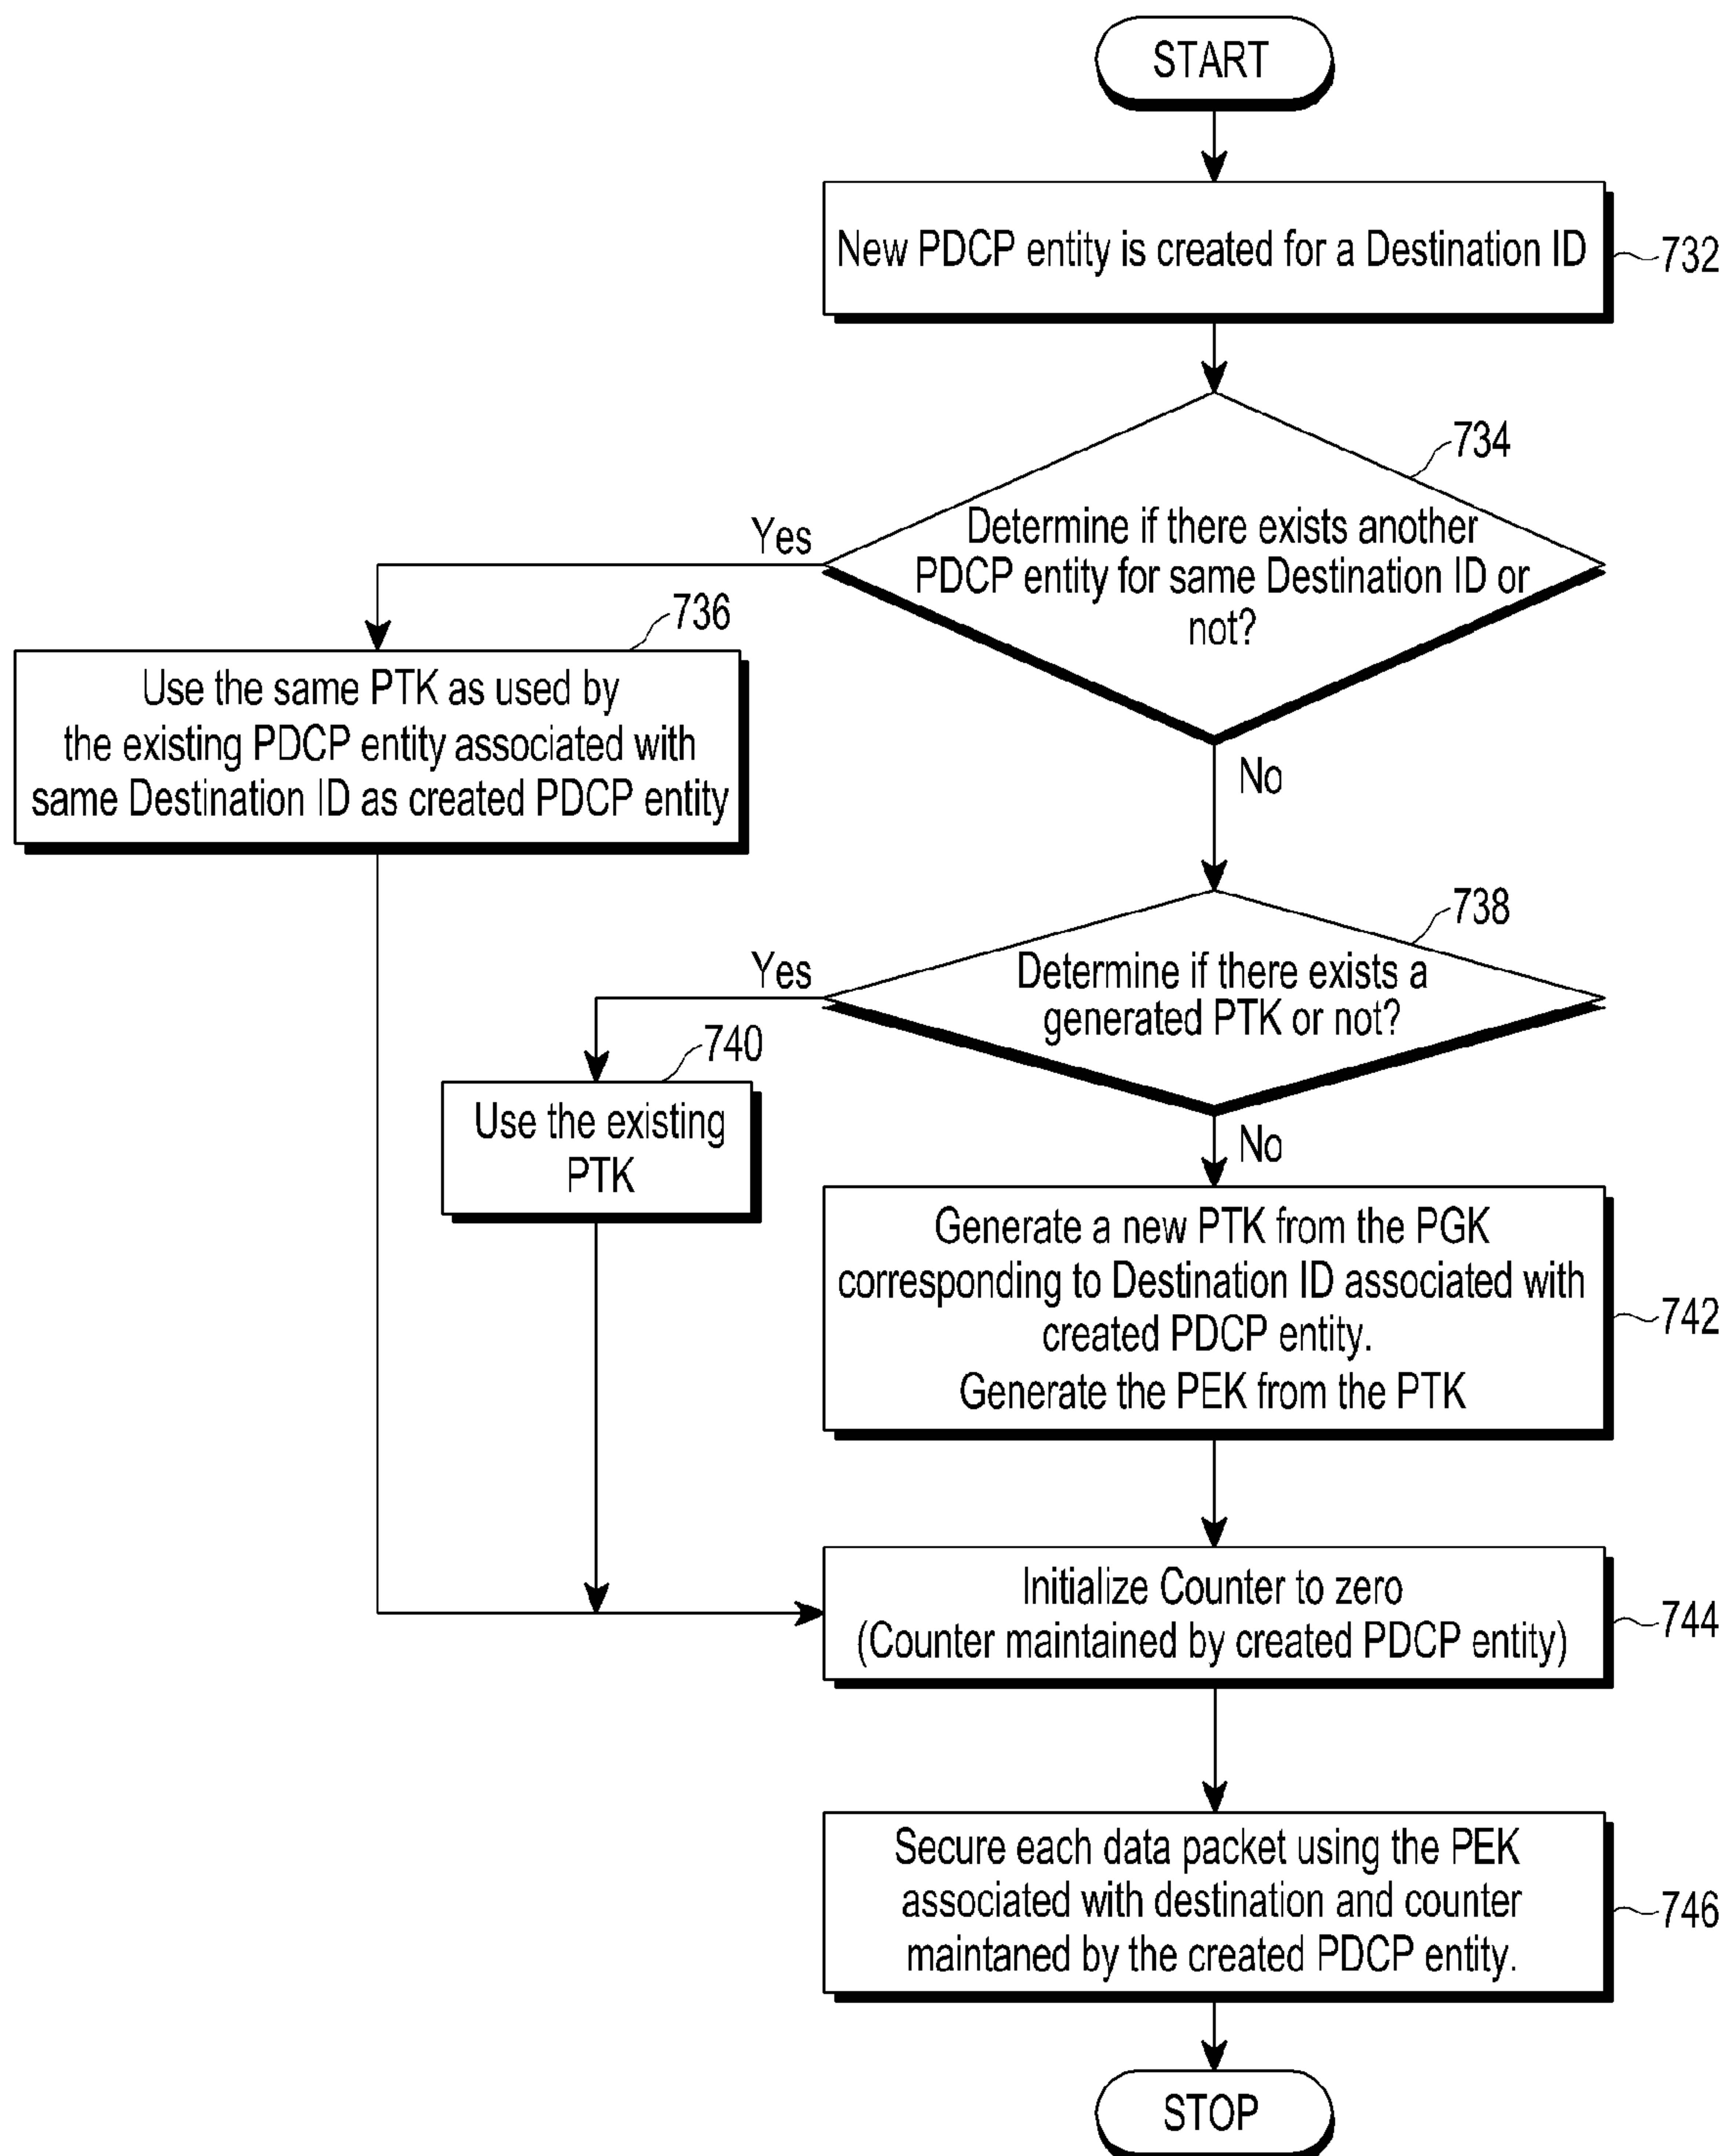 START
New PDCP entity is created for a Destination ID
732
734
Determine if there exists another
PDCP entity for same Destination ID or
not?
Yes
No
736
Use the same PTK as used by
the existing PDCP entity associated with
same Destination ID as created PDCP entity
738
Determine if there exists a
generated PTK or not?
Yes
No
740
Use the existing
PTK
Generate a new PTK from the PGK
corresponding to Destination ID associated with
created PDCP entity.
Generate the PEK from the PTK
742
Initialize Counter to zero
(Counter maintained by created PDCP entity)
744
Secure each data packet using the PEK
associated with destination and counter
maintaned by the created PDCP entity.
746
STOP